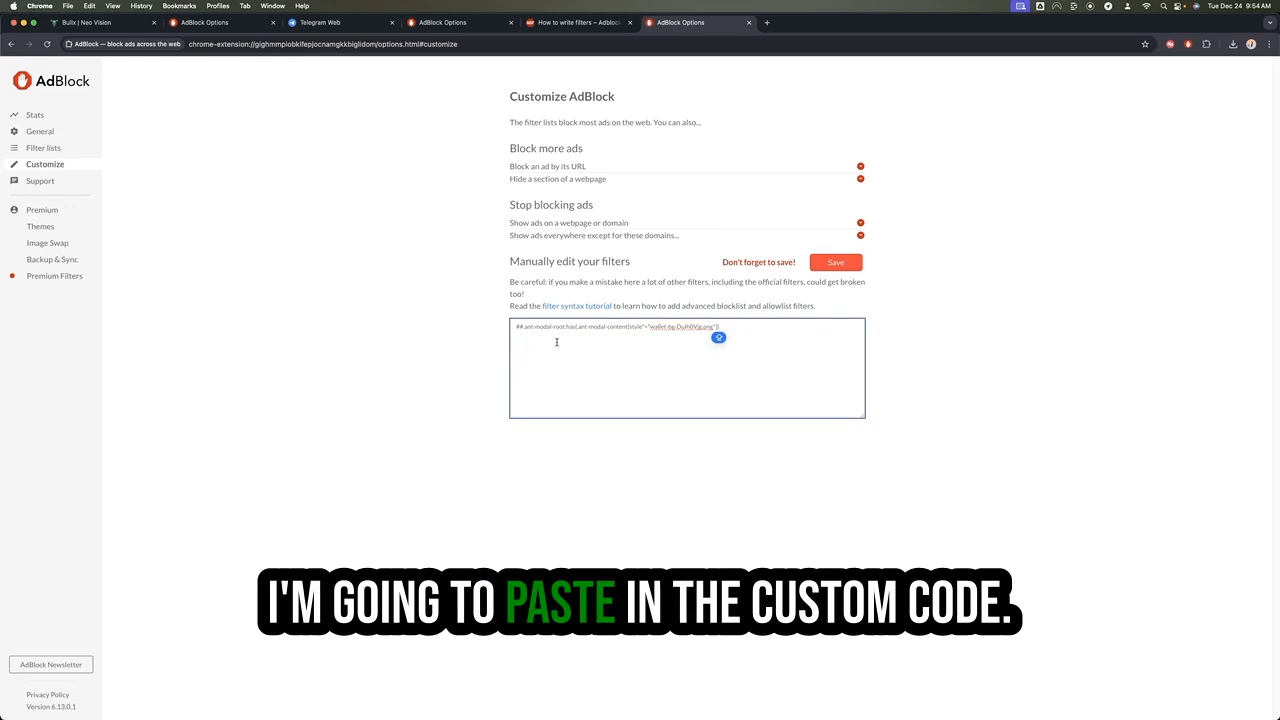 Chrome File Edit View History Bookmarks Profiles Tab Window Help Tue Dec 24 9:54 AM
Bullx | Neo Vision AdBlock Options Telegram Web AdBlock Options How to write filters – Adblock AdBlock Options
AdBlock — block ads across the web
AdBlock
Stats
General
Filter lists
Customize
Support
Premium
Themes
Image Swap
Backup & Sync
Premium Filters
AdBlock Newsletter
Privacy Policy
Version 6.13.0.1
Customize AdBlock
The filter lists block most ads on the web. You can also...
Block more ads
Block an ad by its URL
Hide a section of a webpage
Stop blocking ads
Show ads on a webpage or domain
Show ads everywhere except for these domains...
Manually edit your filters Don't forget to save! Save
Be careful: if you make a mistake here a lot of other filters, including the official filters, could get broken
too!
Read the filter syntax tutorial to learn how to add advanced blocklist and allowlist filters.
I'M GOING TO PASTE IN THE CUSTOM CODE.